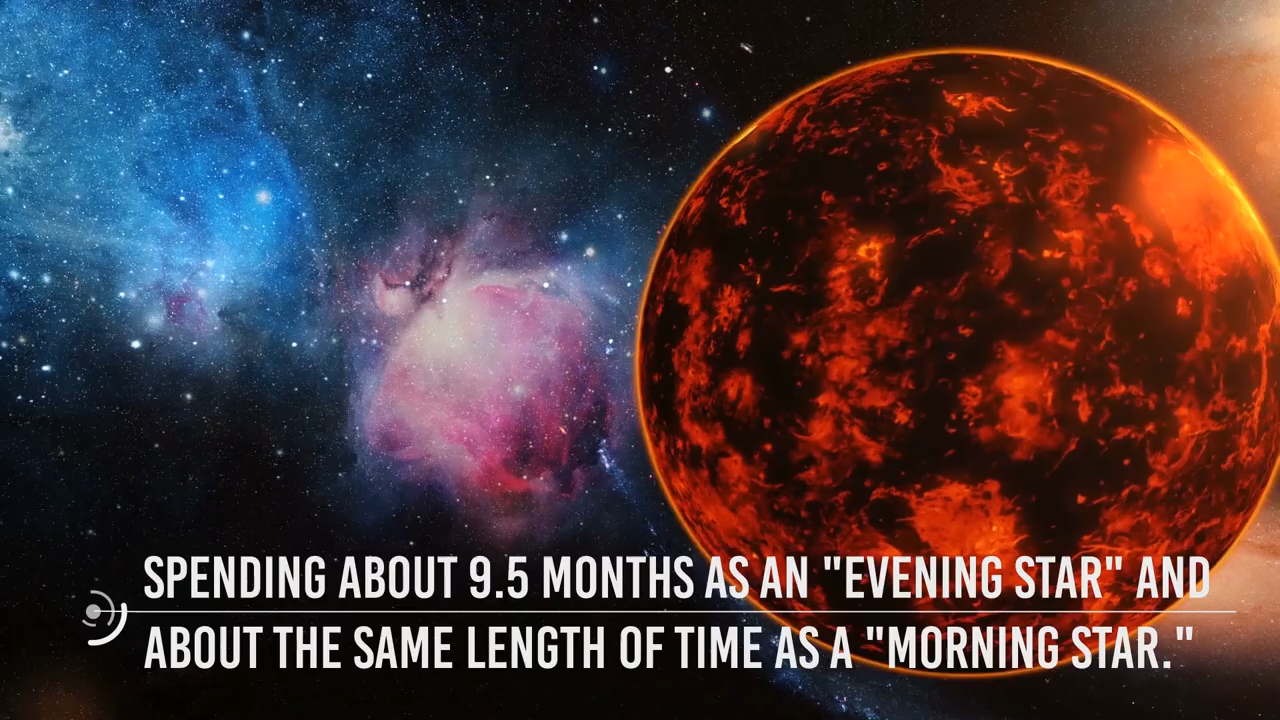 SPENDING ABOUT 9.5 MONTHS AS AN "EVENING STAR" AND
ABOUT THE SAME LENGTH OF TIME AS A "MORNING STAR."